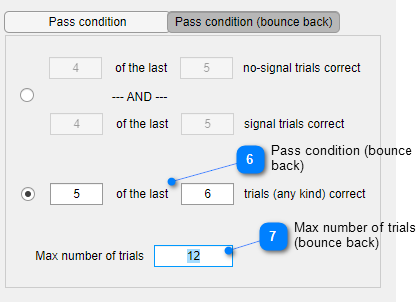 Pass condition Pass condition (bounce back)
4 of the last 5 no-signal trials correct
--- AND ---
4 of the last 5 signal trials correct
6 Pass condition (bounce
back)
5 of the last 6 trials (any kind) correct
7 Max number of trials
(bounce back)
Max number of trials 12